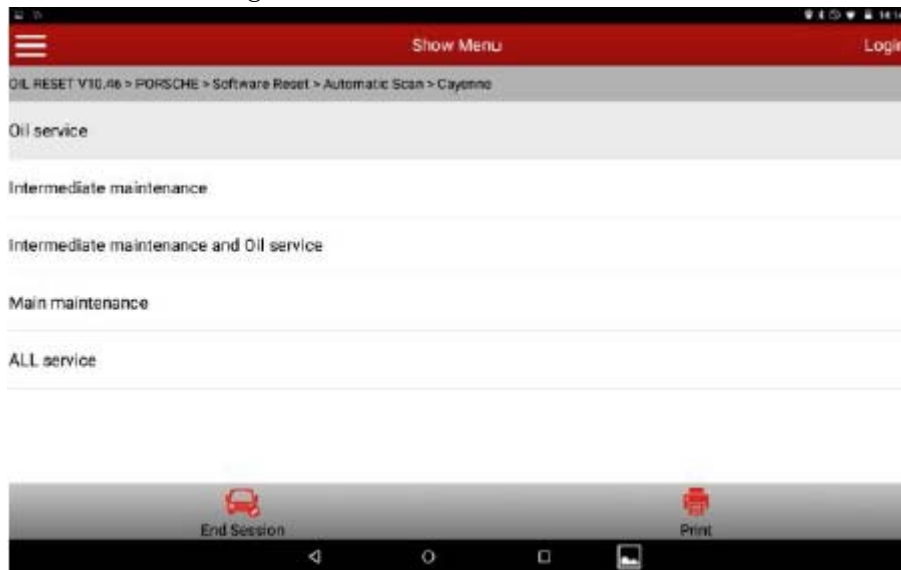 Show Menu
Login
OIL RESET V10.46 > PORSCHE > Software Reset > Automatic Scan > Cayenne
Oil service
Intermediate maintenance
Intermediate maintenance and Oil service
Main maintenance
ALL service
End Session
Print